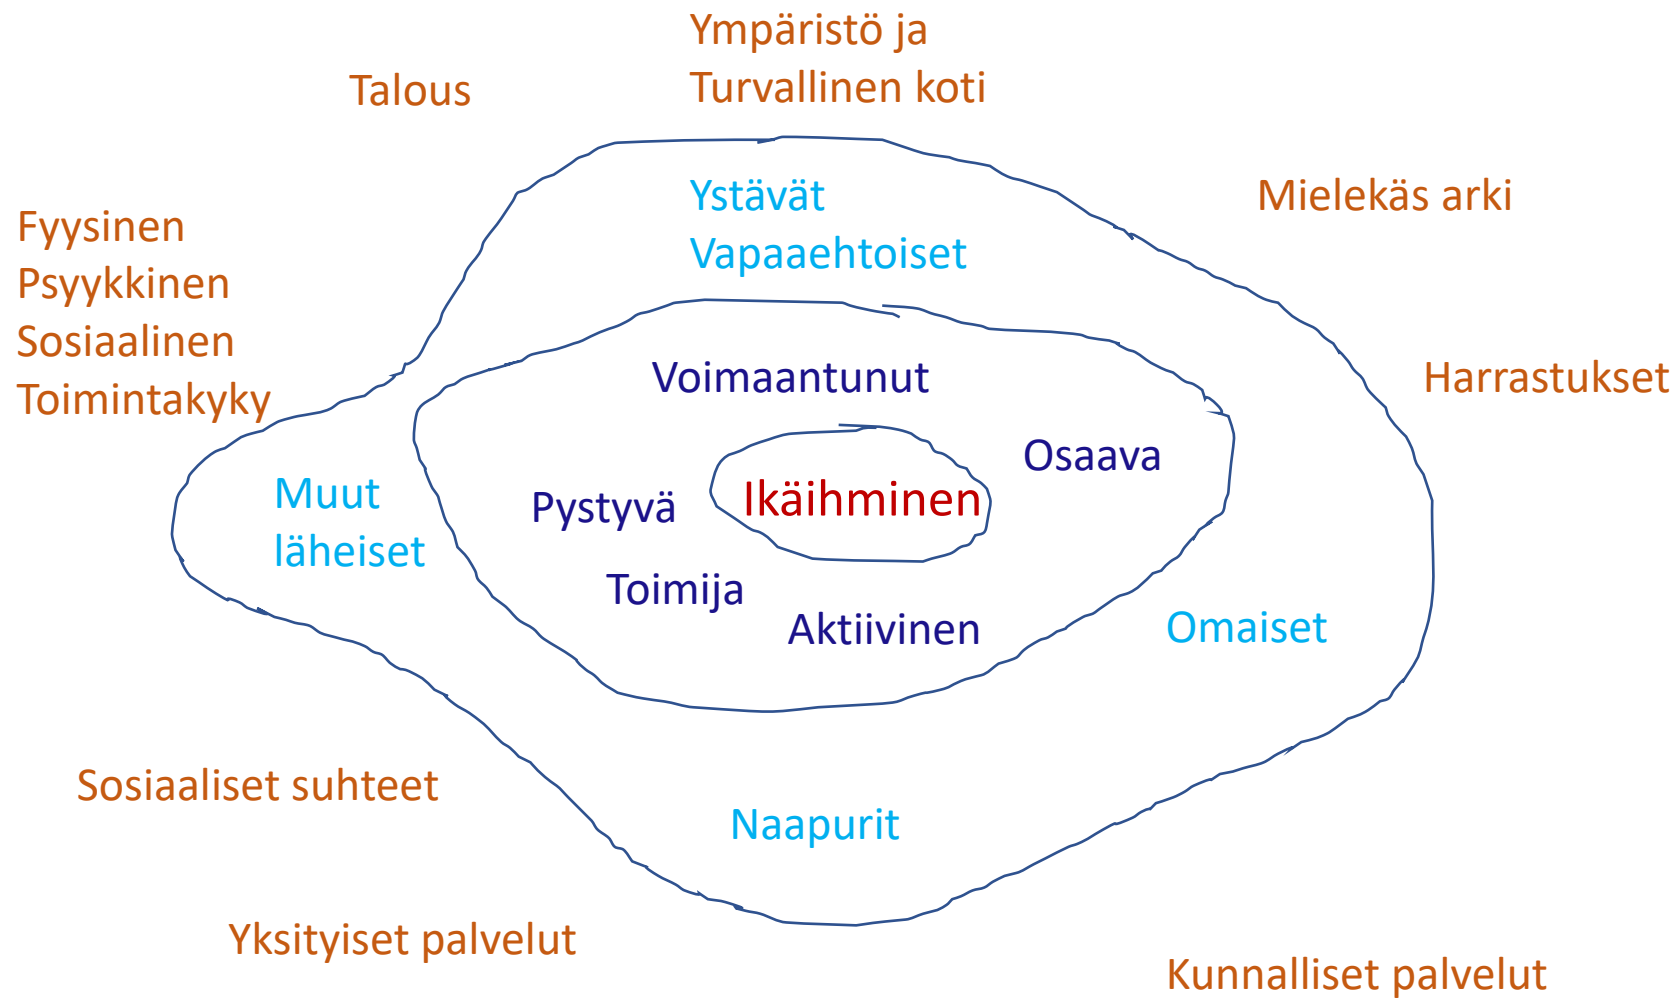 Ympäristö ja
Turvallinen koti
Talous
Ystävät
Vapaaehtoiset
Mielekäs arki
Fyysinen
Psyykkinen
Sosiaalinen
Toimintakyky
Voimaantunut
Harrastukset
Osaava
Muut
läheiset
Pystyvä
Ikäihminen
Toimija
Aktiivinen
Omaiset
Sosiaaliset suhteet
Naapurit
Yksityiset palvelut
Kunnalliset palvelut